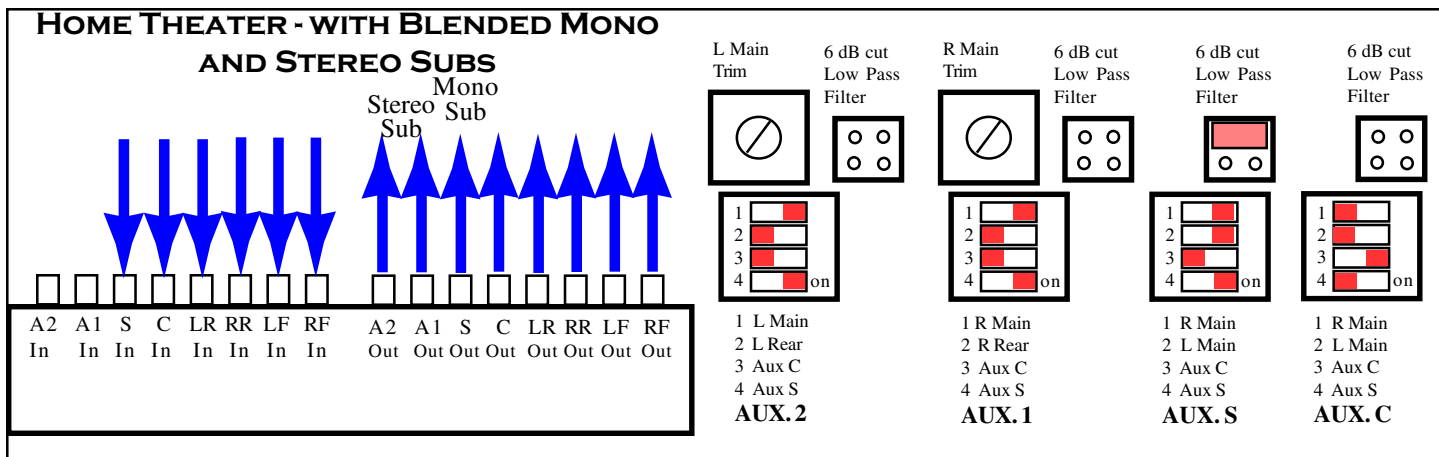 HOME THEATER - WITH BLENDED MONO
AND STEREO SUBS
Stereo
Sub
Mono
Sub
A2 A1 S C LR RR LF RF
In In In In In In In In
A2 A1 S C LR RR LF RF
Out Out Out Out Out Out Out Out
L Main
Trim
6 dB cut
Low Pass
Filter
1
2
3
4 on
1 L Main
2 L Rear
3 Aux C
4 Aux S
AUX. 2
R Main
Trim
6 dB cut
Low Pass
Filter
1
2
3
4 on
1 R Main
2 R Rear
3 Aux C
4 Aux S
AUX. 1
6 dB cut
Low Pass
Filter
1
2
3
4 on
1 R Main
2 L Main
3 Aux C
4 Aux S
AUX. S
6 dB cut
Low Pass
Filter
1
2
3
4 on
1 R Main
2 L Main
3 Aux C
4 Aux S
AUX. C